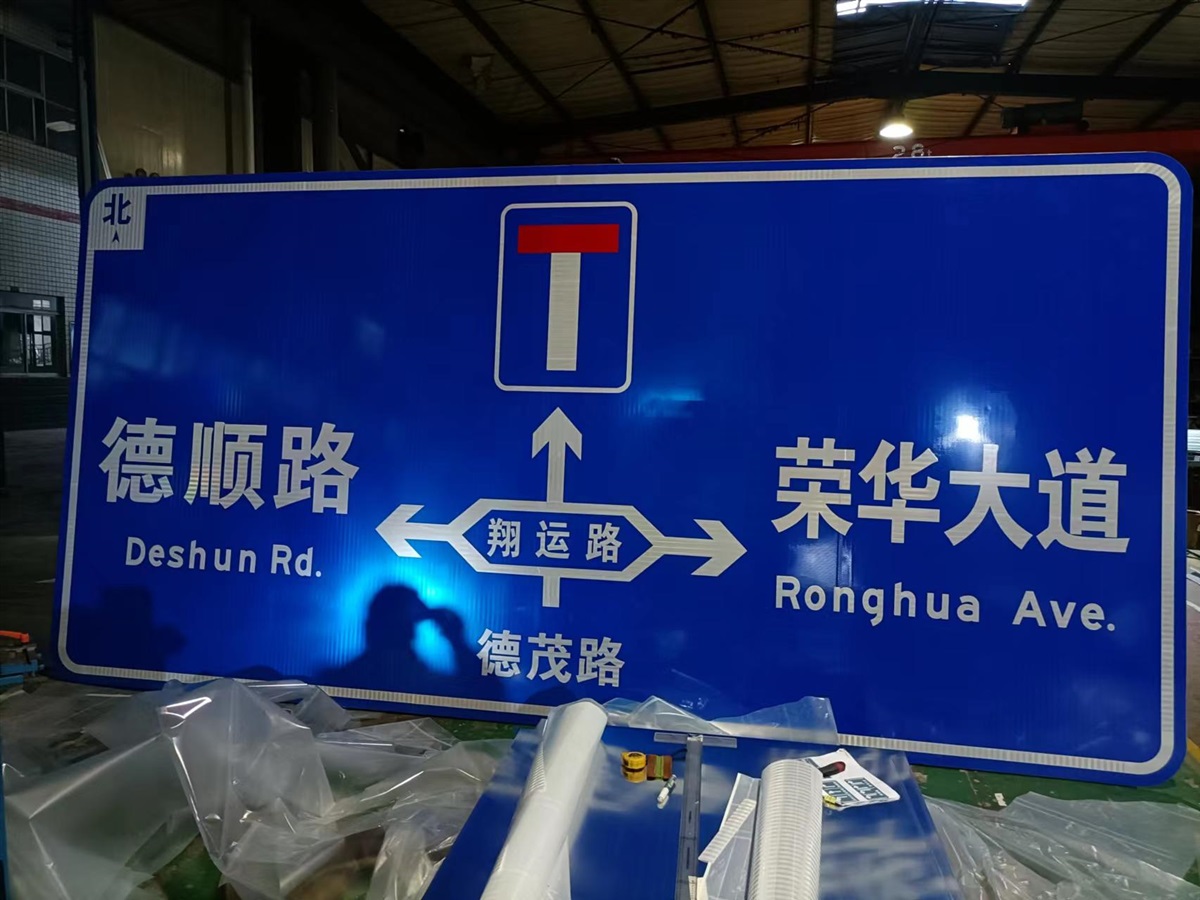 北
德顺路
Deshun Rd.
翔运路
荣华大道
Ronghua Ave.
德茂路